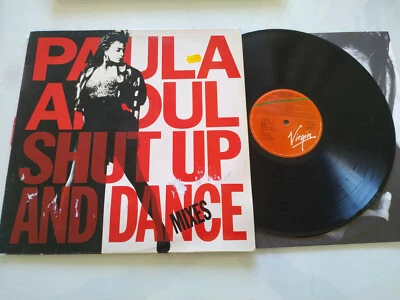 PAULA
ABDUL
SHUT UP
AND DANCE
MIXES
Virgin